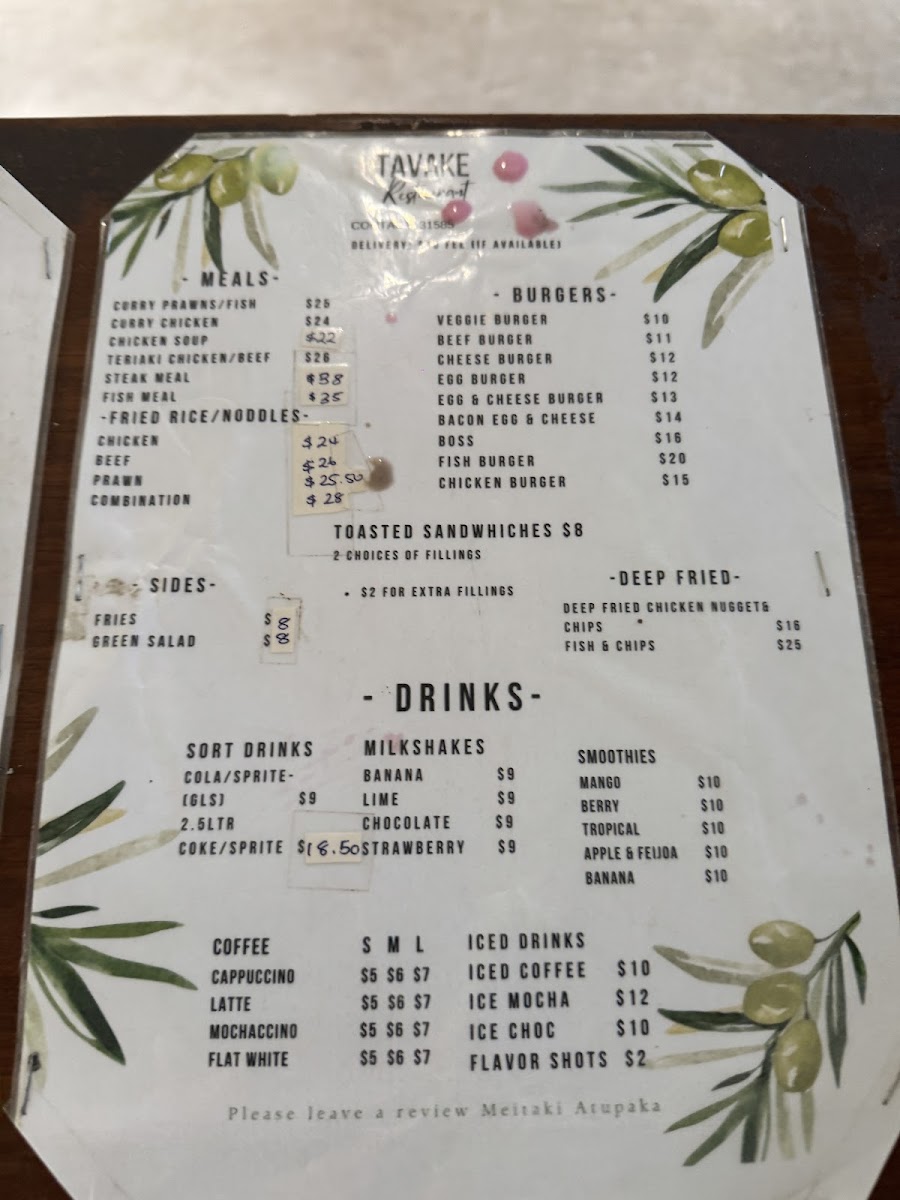 TAVAKE
Restaurant
31585
DELIVERY: FEE (IF AVAILABLE)
- MEALS-
CURRY PRAWNS/FISH $25
CURRY CHICKEN $24
CHICKEN SOUP $22
TERIAKI CHICKEN/BEEF $26
STEAK MEAL $38
FISH MEAL $35
-FRIED RICE/NODDLES-
CHICKEN $24
BEEF $26
PRAWN $25.50
COMBINATION $28
- BURGERS-
VEGGIE BURGER $10
BEEF BURGER $11
CHEESE BURGER $12
EGG BURGER $12
EGG & CHEESE BURGER $13
BACON EGG & CHEESE $14
BOSS $16
FISH BURGER $20
CHICKEN BURGER $15
TOASTED SANDWHICHES $8
2 CHOICES OF FILLINGS
• $2 FOR EXTRA FILLINGS
- SIDES-
FRIES $8
GREEN SALAD $8
-DEEP FRIED-
DEEP FRIED CHICKEN NUGGET&
CHIPS $16
FISH & CHIPS $25
- DRINKS-
SORT DRINKS
COLA/SPRITE-
(GLS) $9
2.5LTR
COKE/SPRITE $18.50
MILKSHAKES
BANANA $9
LIME $9
CHOCOLATE $9
STRAWBERRY $9
SMOOTHIES
MANGO $10
BERRY $10
TROPICAL $10
APPLE & FEIJOA $10
BANANA $10
COFFEE S M L
CAPPUCCINO $5 $6 $7
LATTE $5 $6 $7
MOCHACCINO $5 $6 $7
FLAT WHITE $5 $6 $7
ICED DRINKS
ICED COFFEE $10
ICE MOCHA $12
ICE CHOC $10
FLAVOR SHOTS $2
Please leave a review Meitaki Atupaka